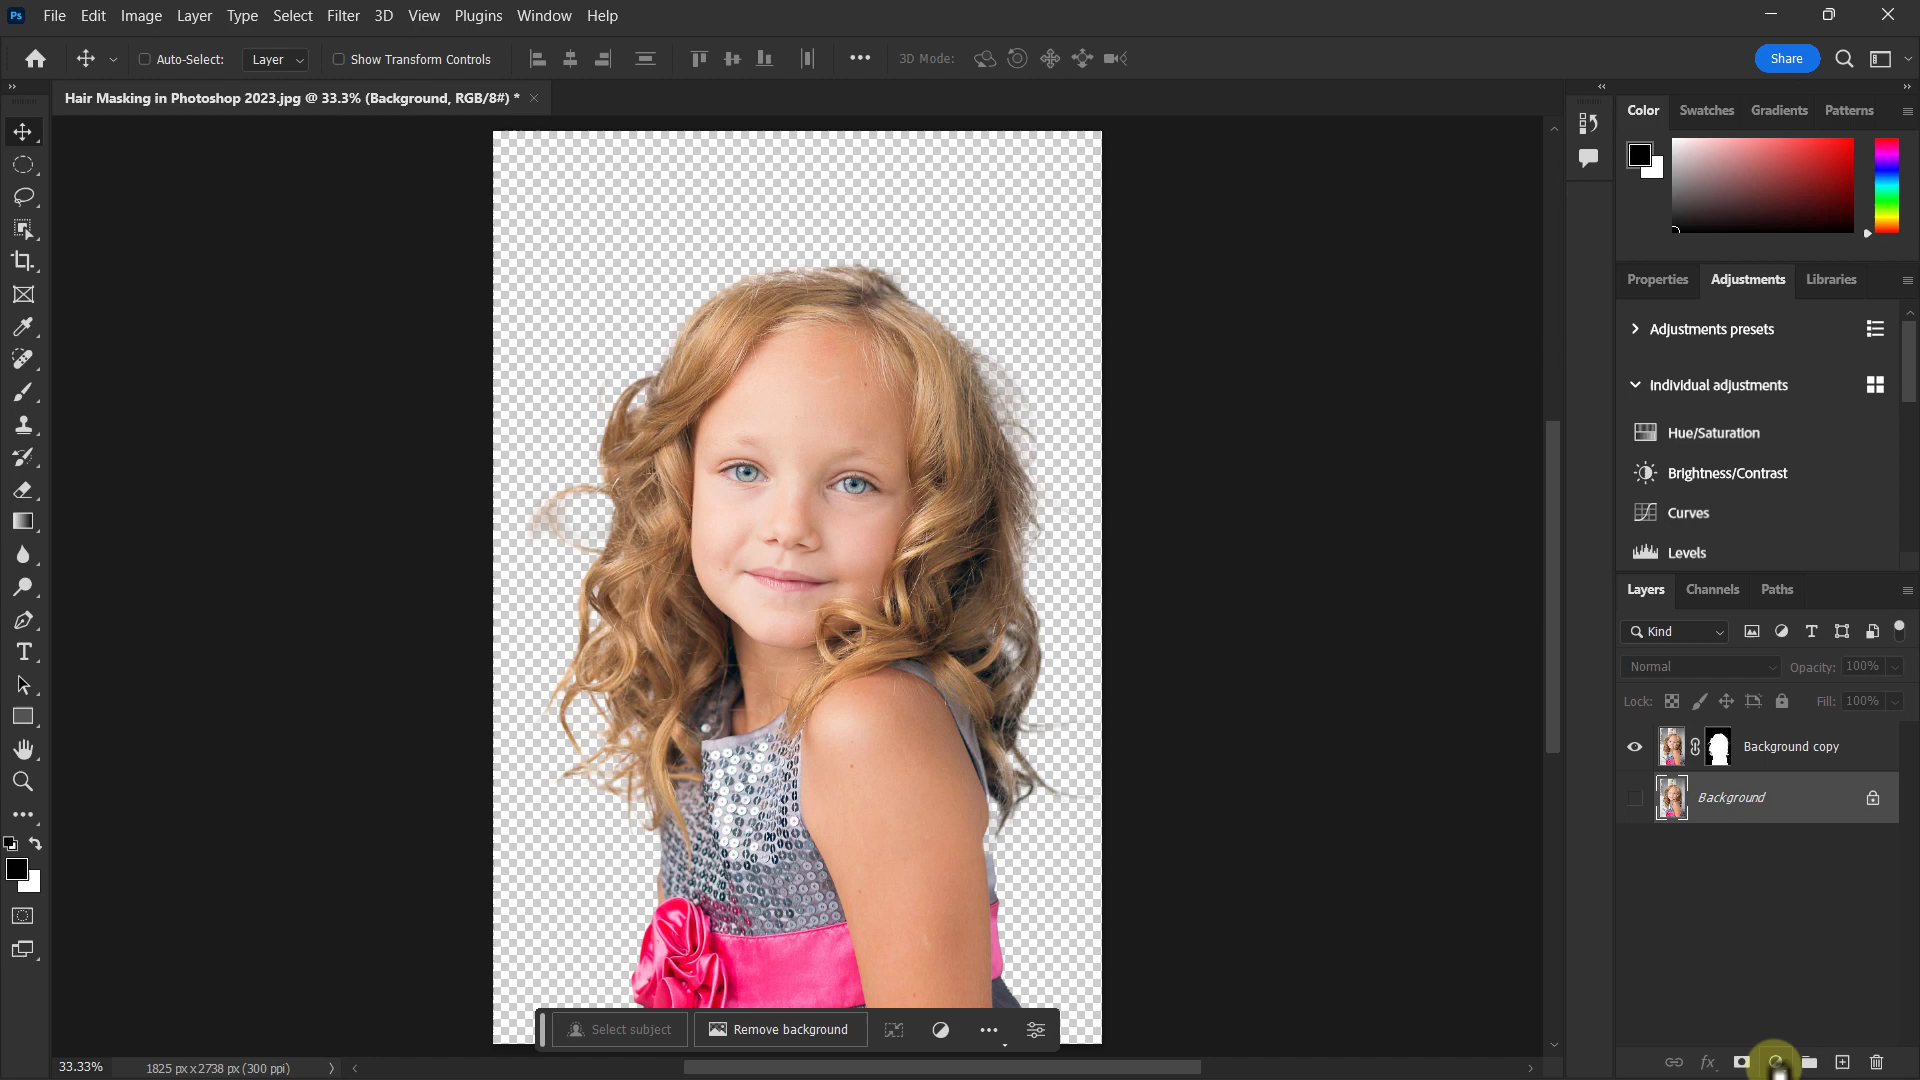 Ps File Edit Image Layer Type Select Filter 3D View Plugins Window Help
Auto-Select: Layer Show Transform Controls 3D Mode: Share
Hair Masking in Photoshop 2023.jpg @ 33.3% (Background, RGB/8#) *
Color Swatches Gradients Patterns
Properties Adjustments Libraries
Adjustments presets
Individual adjustments
Hue/Saturation
Brightness/Contrast
Curves
Levels
Layers Channels Paths
Kind
Normal Opacity: 100%
Lock: Fill: 100%
Background copy
Background
Select subject Remove background
33.33% 1825 px x 2738 px (300 ppi)
fx